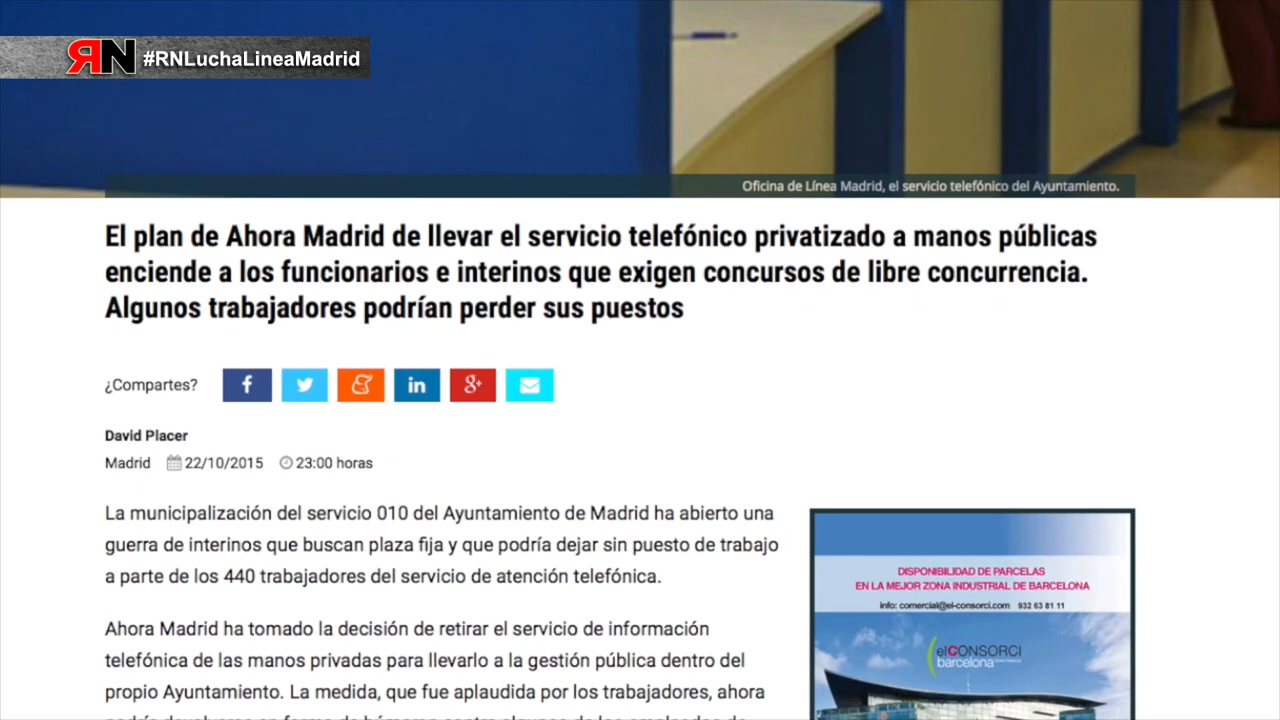 RN #RNLuchaLineaMadrid
Oficina de Línea Madrid, el servicio telefónico del Ayuntamiento.
El plan de Ahora Madrid de llevar el servicio telefónico privatizado a manos públicas
enciende a los funcionarios e interinos que exigen concursos de libre concurrencia.
Algunos trabajadores podrían perder sus puestos
¿Compartes?
David Placer
Madrid 22/10/2015 23:00 horas
La municipalización del servicio 010 del Ayuntamiento de Madrid ha abierto una
guerra de interinos que buscan plaza fija y que podría dejar sin puesto de trabajo
a parte de los 440 trabajadores del servicio de atención telefónica.
Ahora Madrid ha tomado la decisión de retirar el servicio de información
telefónica de las manos privadas para llevarlo a la gestión pública dentro del
propio Ayuntamiento. La medida, que fue aplaudida por los trabajadores, ahora
DISPONIBILIDAD DE PARCELAS
EN LA MEJOR ZONA INDUSTRIAL DE BARCELONA
info: comercial@el-consorci.com 932 63 81 11
elCONSORCI
barcelona